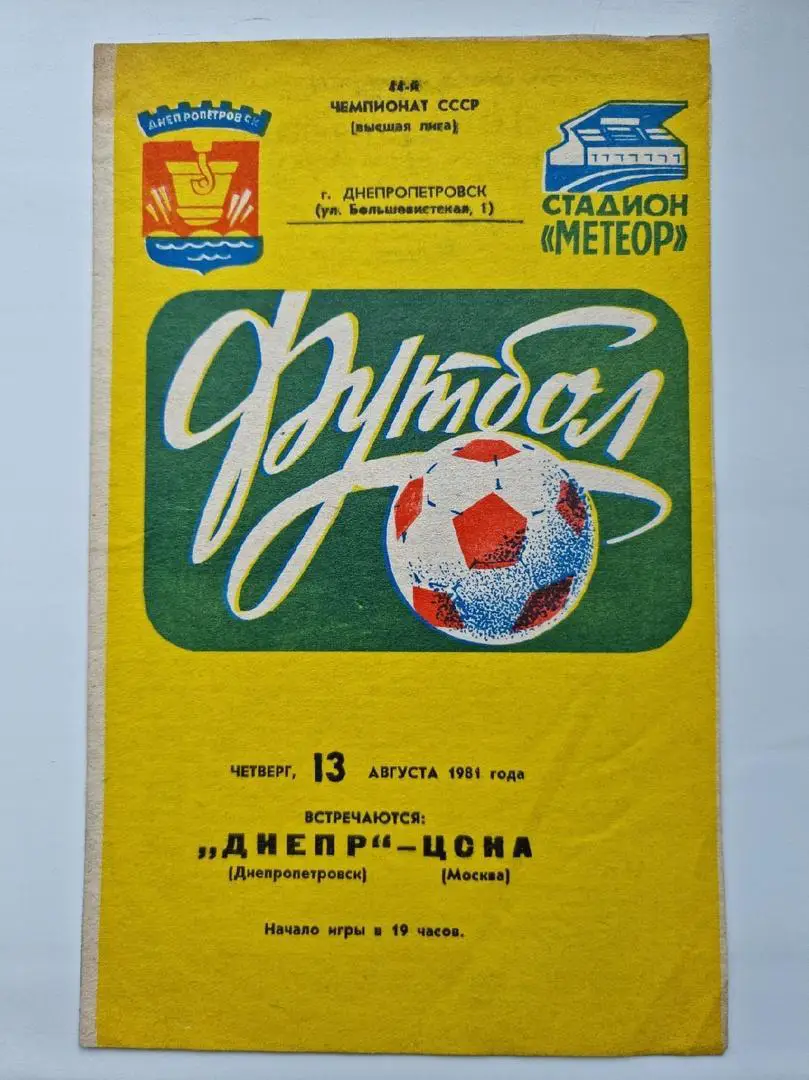 44-й
ЧЕМПИОНАТ СССР
(высшая лига)
г. ДНЕПРОПЕТРОВСК
(ул. Большевистская, 1)
ДНЕПРОПЕТРОВСК
СТАДИОН
«МЕТЕОР»
Футбол
ЧЕТВЕРГ, 13 АВГУСТА 1981 года
ВСТРЕЧАЮТСЯ:
„ДНЕПР“ – ЦСКА
(Днепропетровск) (Москва)
Начало игры в 19 часов.